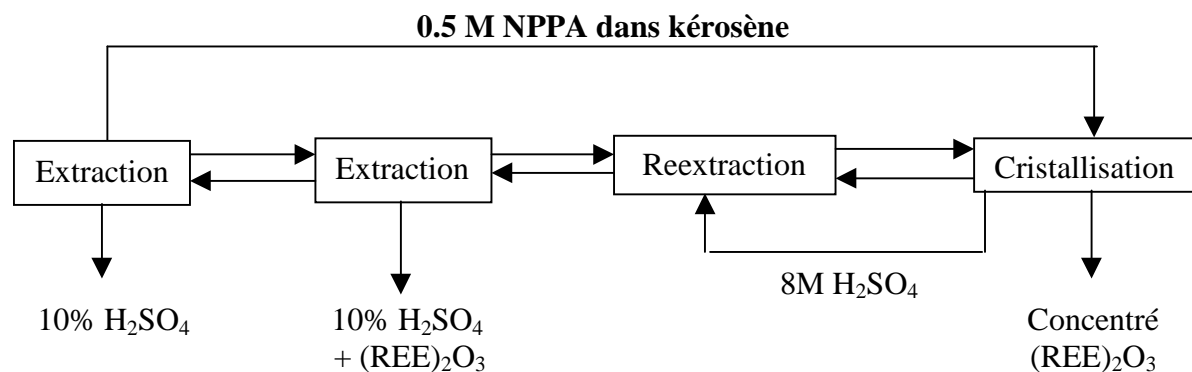 0.5 M NPPA dans kérosène
Extraction
Extraction
Reextraction
Cristallisation
8M H₂SO₄
10% H₂SO₄
10% H₂SO₄
+ (REE)₂O₃
Concentré
(REE)₂O₃